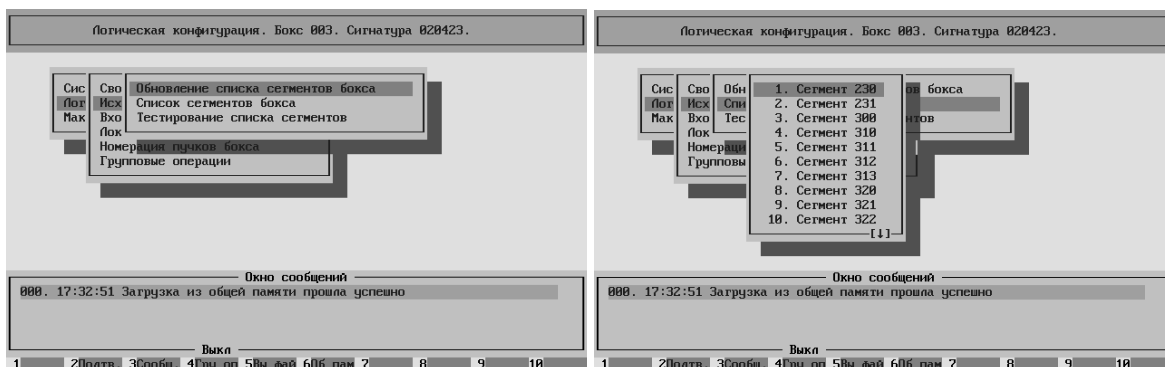 Логическая конфигурация. Бокс 003. Сигнатура 020423.
Сис Сво Обновление списка сегментов бокса
Лог Исх Список сегментов бокса
Мак Вхо Тестирование списка сегментов
Лок
Номерация пучков бокса
Групповые операции
Окно сообщений
000. 17:32:51 Загрузка из общей памяти прошла успешно
Выкл
1 2Подтв. 3Сообщ. 4Гру оп 5Вы фай 6Об пам 7 8 9 10
Логическая конфигурация. Бокс 003. Сигнатура 020423.
Сис Сво Обн 1. Сегмент 230 ов бокса
Лог Исх Спи 2. Сегмент 231
Мак Вхо Тес 3. Сегмент 300 нтов
Лок 4. Сегмент 310
Номераци 5. Сегмент 311
Групповы 6. Сегмент 312
7. Сегмент 313
8. Сегмент 320
9. Сегмент 321
10. Сегмент 322
[↓]
Окно сообщений
000. 17:32:51 Загрузка из общей памяти прошла успешно
Выкл
1 2Подтв. 3Сообщ. 4Гру оп 5Вы фай 6Об пам 7 8 9 10